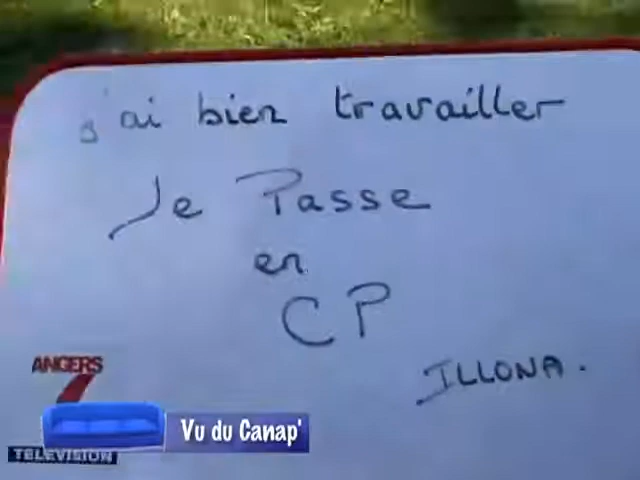 j'ai bien travailler
Je Passe
en
CP
ILLONA.
ANGERS
7
TELEVISION
Vu du Canap'